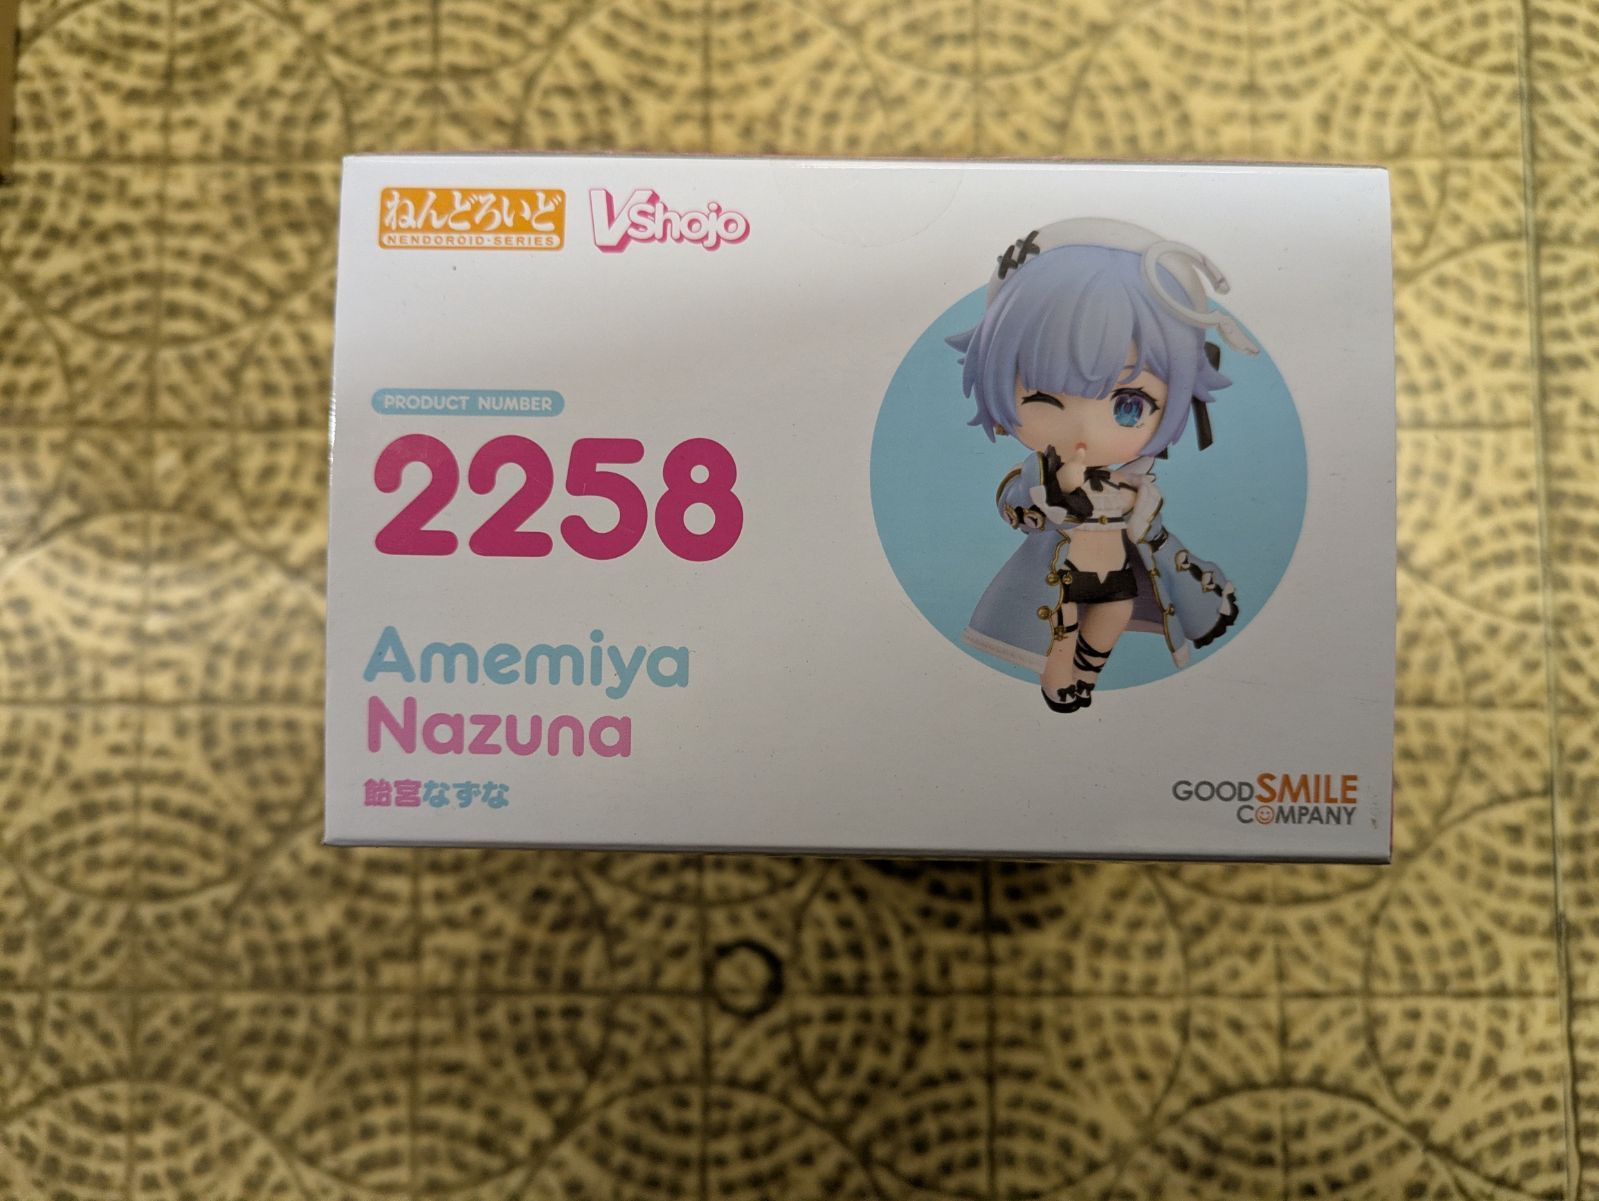 ねんどろいど
NENDOROID·SERIES
Vshojo
PRODUCT NUMBER
2258
Amemiya
Nazuna
飴宮なずな
GOOD SMILE
COMPANY